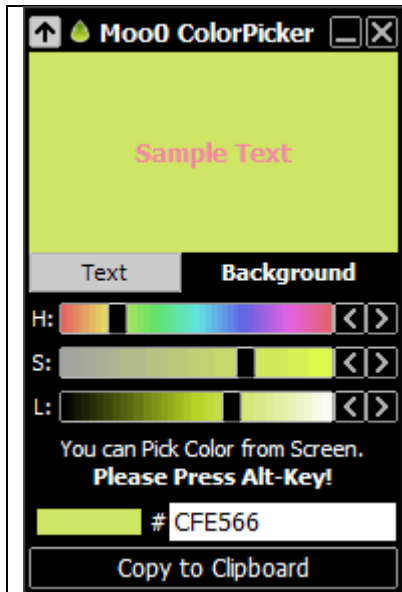 Moo0 ColorPicker
Sample Text
Text Background
H:
S:
L:
You can Pick Color from Screen.
Please Press Alt-Key!
# CFE566
Copy to Clipboard